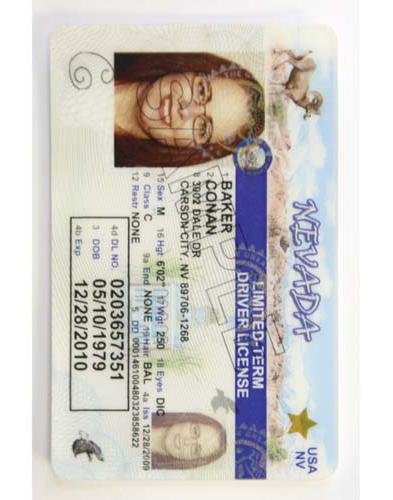 NEVADA
USA
NV
LIMITED-TERM
DRIVER LICENSE
1 BAKER
2 CONAN
8 3902 DALE DR
CARSON CITY, NV 89706-1268
15 Sex M 16 Hgt 6'02" 17 Wgt 250 18 Eyes DIC
9 Class C 9a End NONE 19 Hair BAL 4a Iss 12/28/2009
12 Restr NONE 5 DD 000146100480323858622
4d DL NO. 0203657351
3 DOB 05/10/1979
4b Exp 12/28/2010